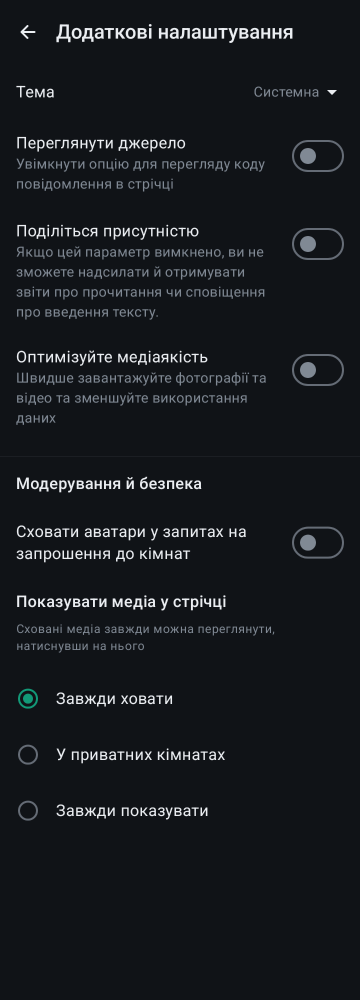 Додаткові налаштування
Тема
Системна
Переглянути джерело
Увімкнути опцію для перегляду коду
повідомлення в стрічці
Поділіться присутністю
Якщо цей параметр вимкнено, ви не
зможете надсилати й отримувати
звіти про прочитання чи сповіщення
про введення тексту.
Оптимізуйте медіаякість
Швидше завантажуйте фотографії та
відео та зменшуйте використання
даних
Модерування й безпека
Сховати аватари у запитах на
запрошення до кімнат
Показувати медіа у стрічці
Сховані медіа завжди можна переглянути,
натиснувши на нього
Завжди ховати
У приватних кімнатах
Завжди показувати